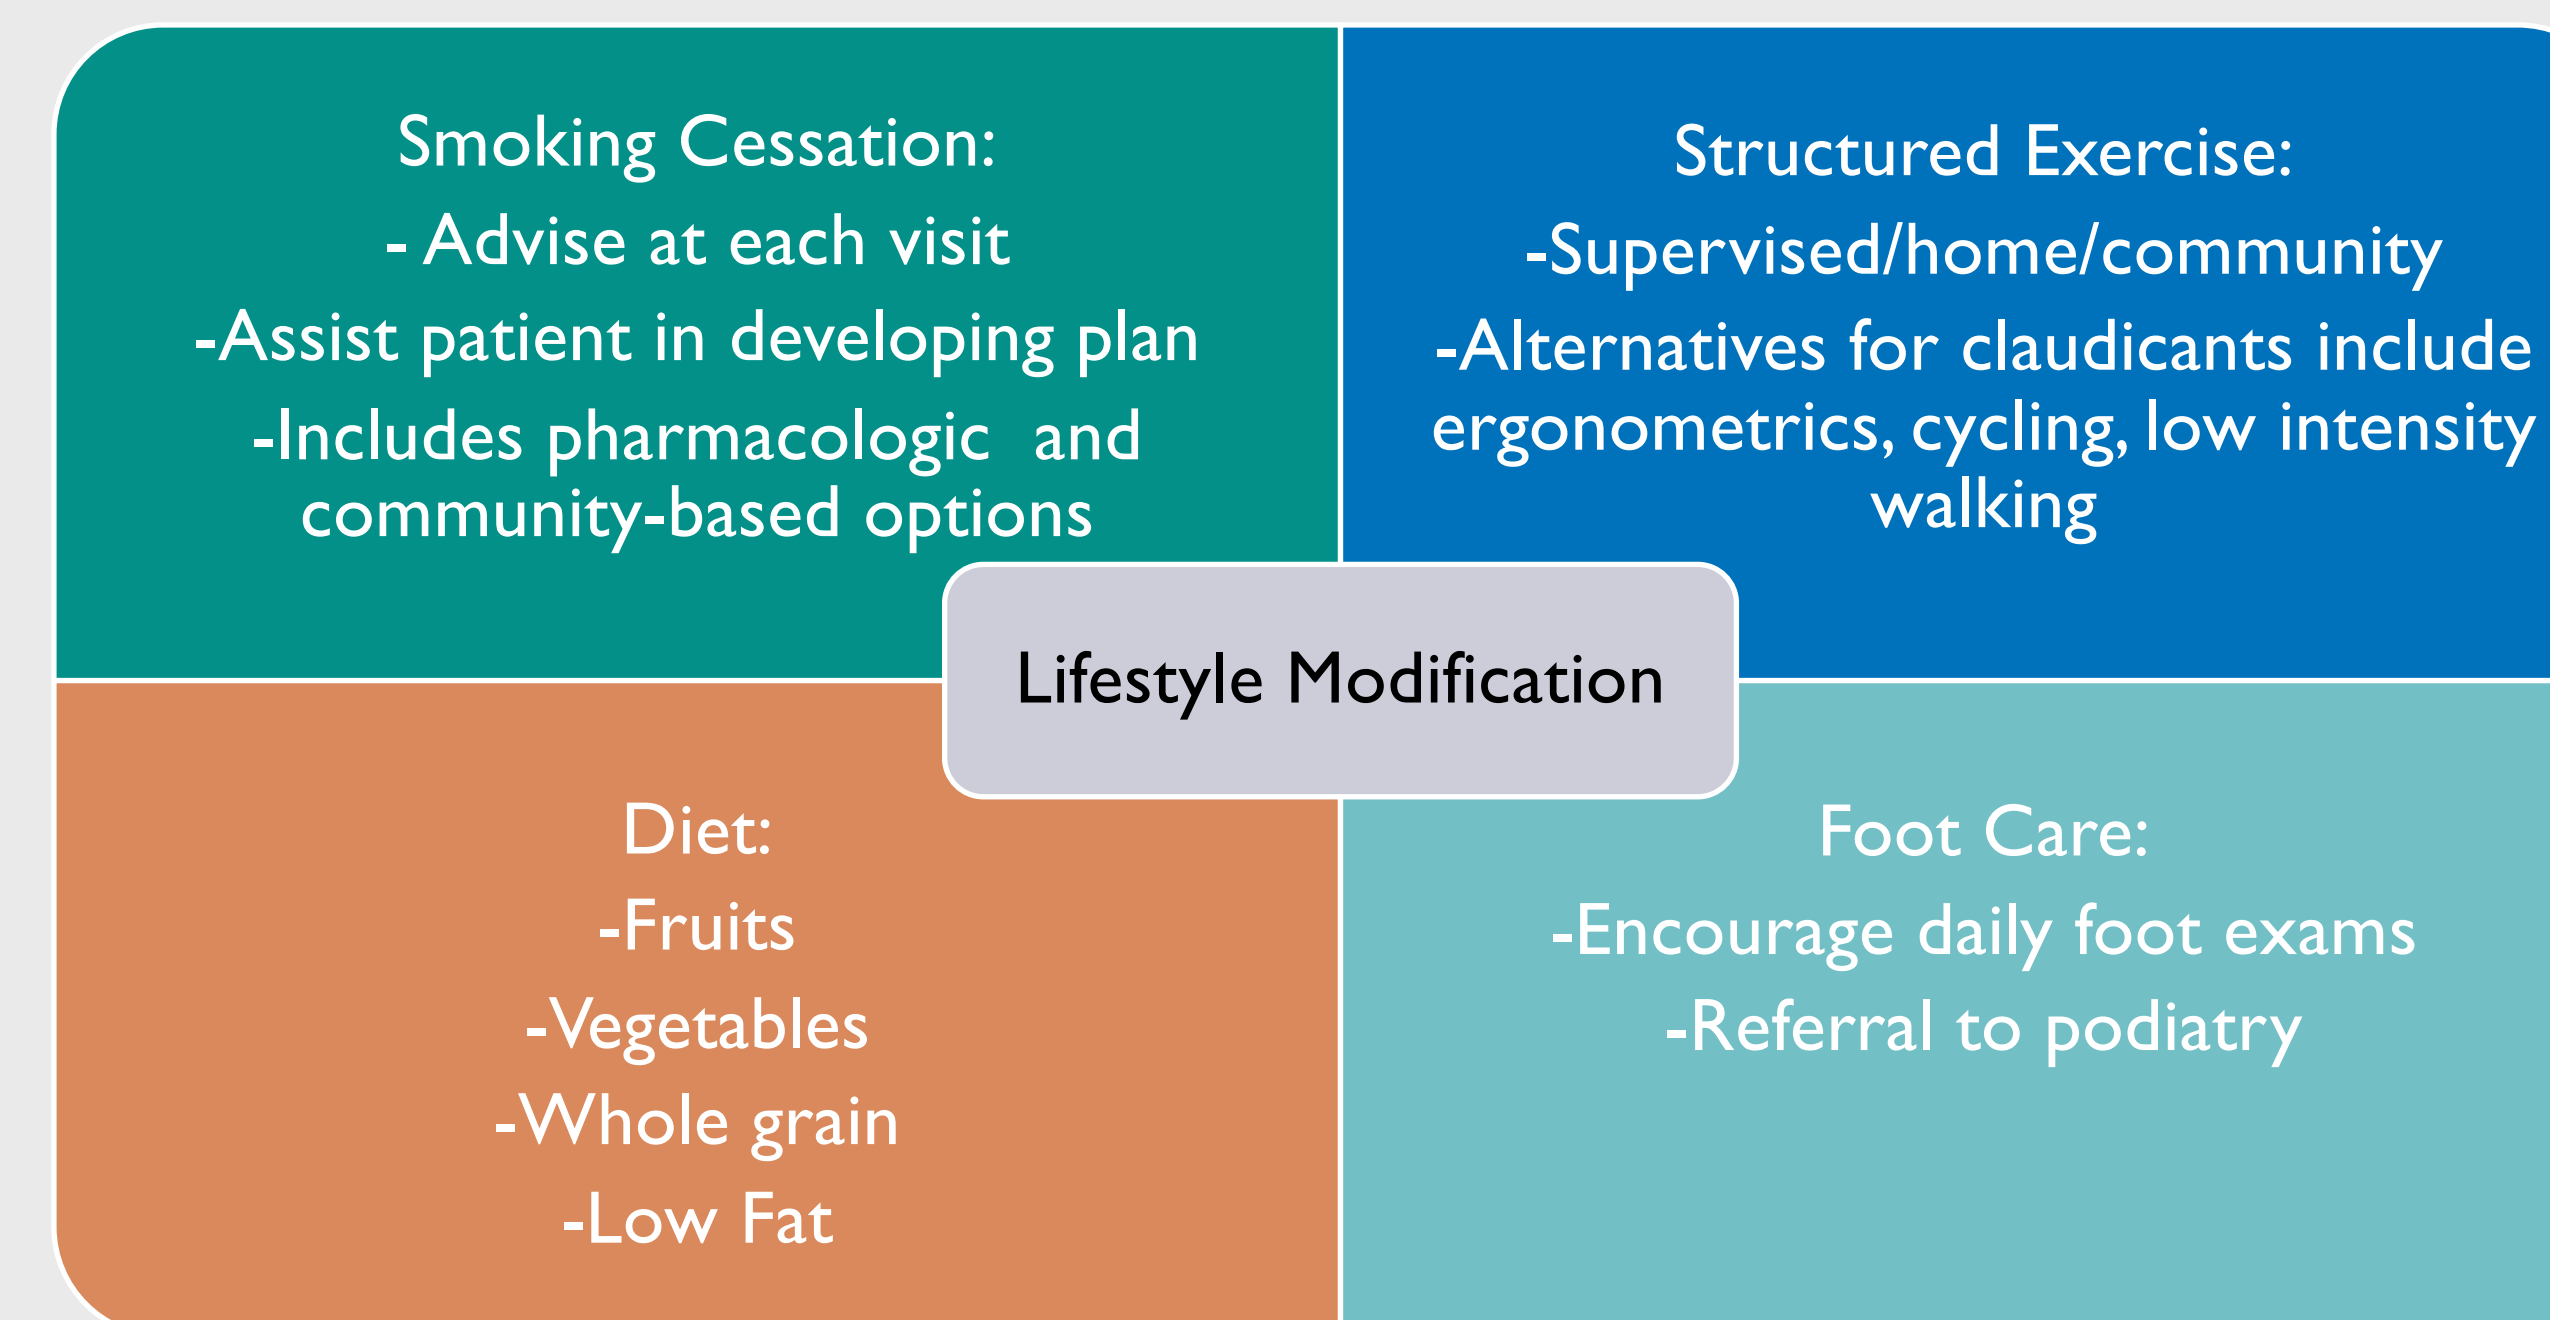 Smoking Cessation:
- Advise at each visit
-Assist patient in developing plan
-Includes pharmacologic  and
community-based options
Structured Exercise:
-Supervised/home/community
-Alternatives for claudicants include
ergonometrics, cycling, low intensity
walking
Lifestyle Modification
Diet:
-Fruits
-Vegetables
-Whole grain
-Low Fat
Foot Care:
-Encourage daily foot exams
-Referral to podiatry